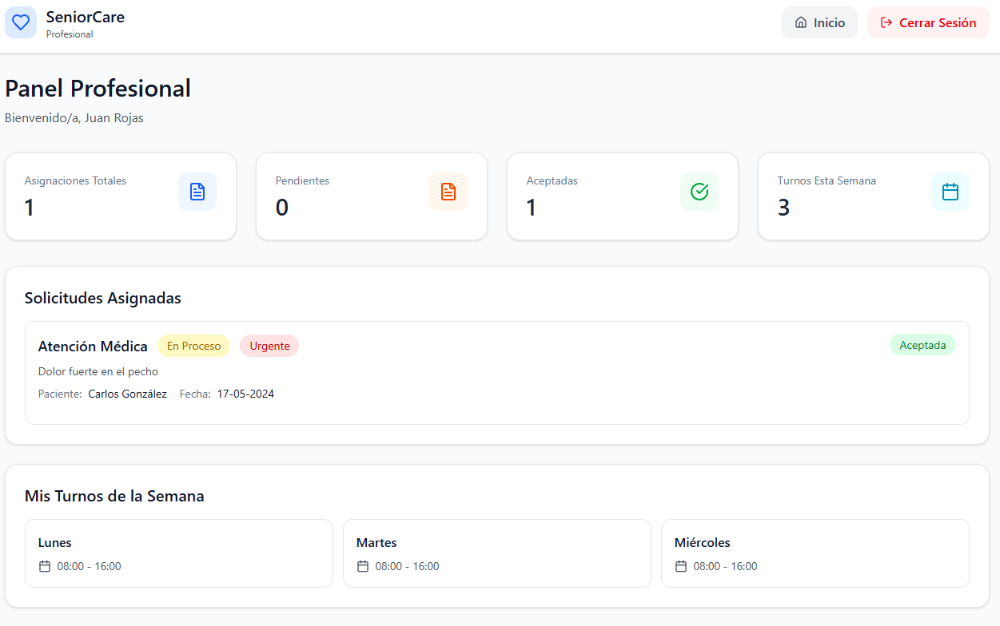 SeniorCare
Profesional
Inicio
Cerrar Sesión
Panel Profesional
Bienvenido/a, Juan Rojas
Asignaciones Totales
1
Pendientes
0
Aceptadas
1
Turnos Esta Semana
3
Solicitudes Asignadas
Atención Médica En Proceso Urgente Aceptada
Dolor fuerte en el pecho
Paciente: Carlos González Fecha: 17-05-2024
Mis Turnos de la Semana
Lunes
08:00 - 16:00
Martes
08:00 - 16:00
Miércoles
08:00 - 16:00